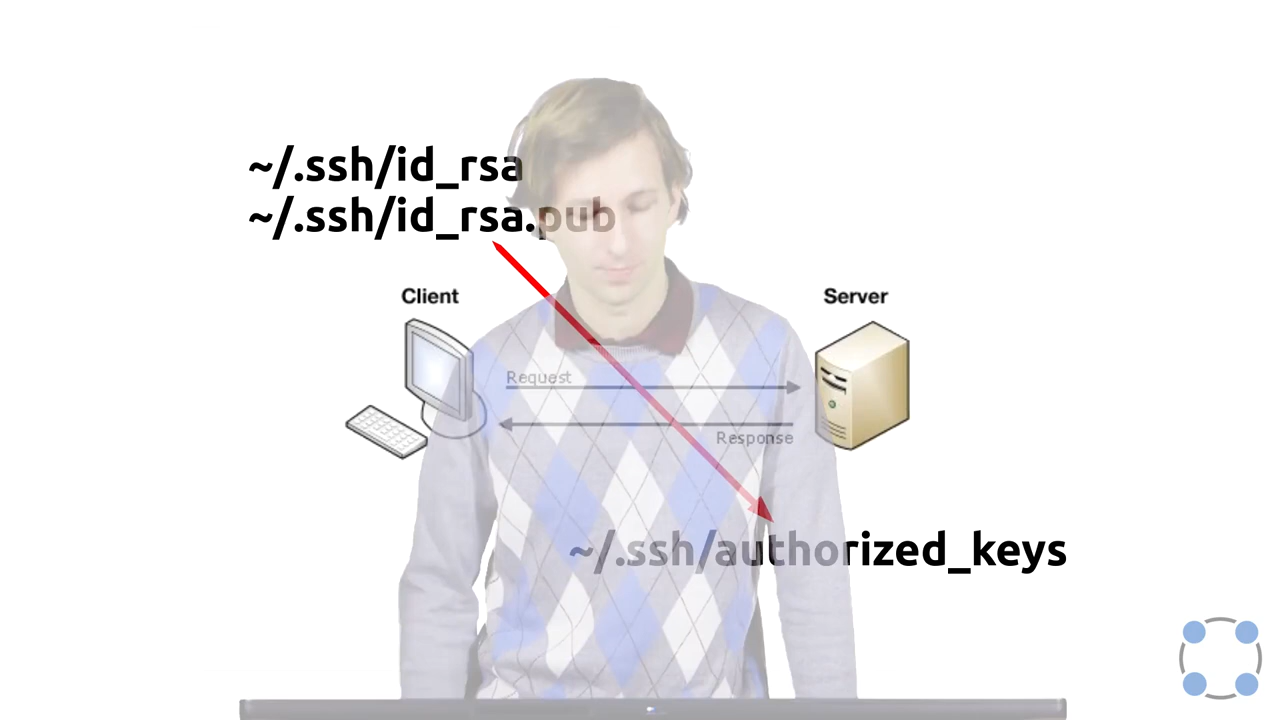 ~/.ssh/id_rsa
~/.ssh/id_rsa.pub
Client
Server
Request
Response
~/.ssh/authorized_keys